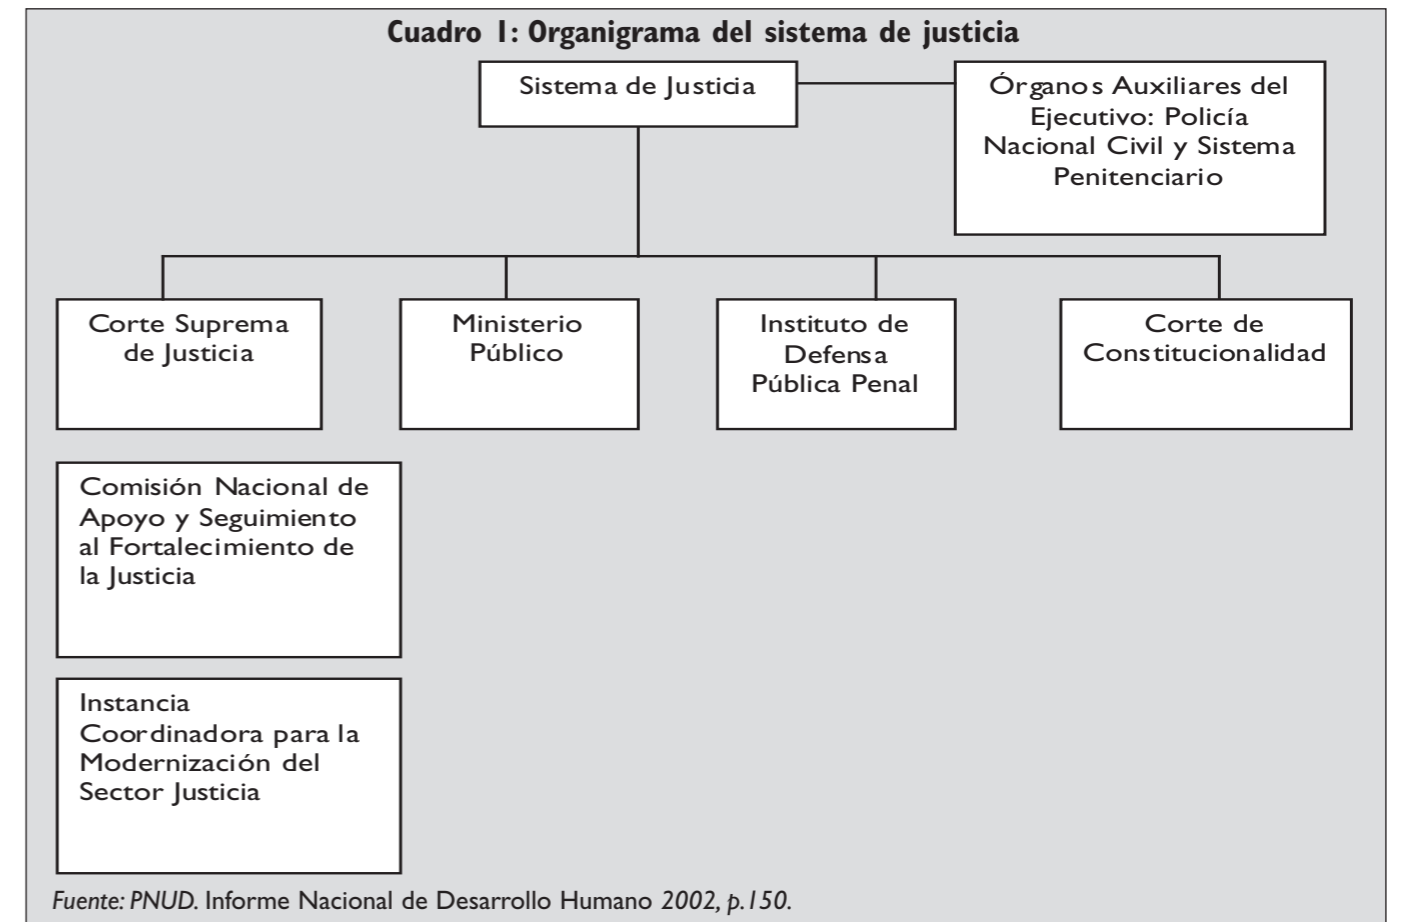 Cuadro 1: Organigrama del sistema de justicia
Sistema de Justicia
Órganos Auxiliares del
Ejecutivo: Policía
Nacional Civil y Sistema
Penitenciario
Corte Suprema
de Justicia
Ministerio
Público
Instituto de
Defensa
Pública Penal
Corte de
Constitucionalidad
Comisión Nacional de
Apoyo y Seguimiento
al Fortalecimiento de
la Justicia
Instancia
Coordinadora para la
Modernización del
Sector Justicia
Fuente: PNUD. Informe Nacional de Desarrollo Humano 2002, p.150.